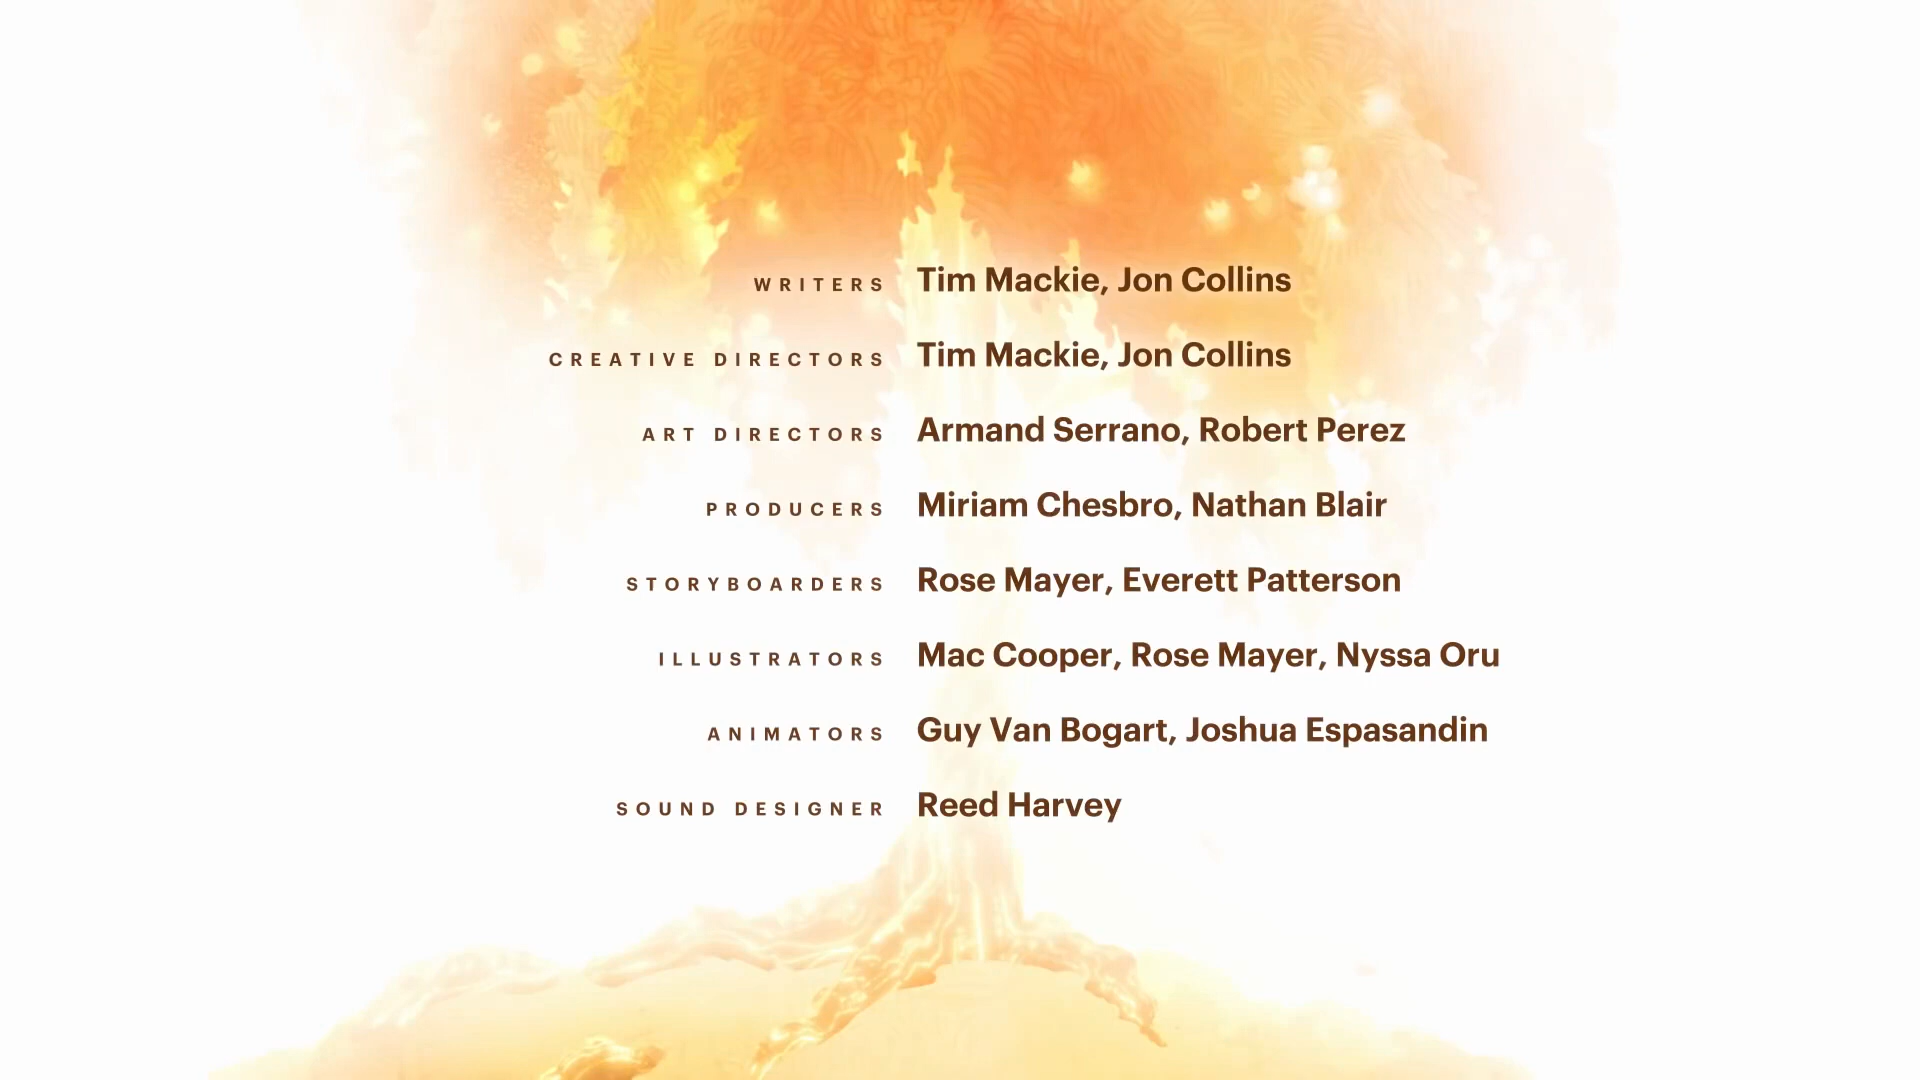 WRITERS Tim Mackie, Jon Collins
CREATIVE DIRECTORS Tim Mackie, Jon Collins
ART DIRECTORS Armand Serrano, Robert Perez
PRODUCERS Miriam Chesbro, Nathan Blair
STORYBOARDERS Rose Mayer, Everett Patterson
ILLUSTRATORS Mac Cooper, Rose Mayer, Nyssa Oru
ANIMATORS Guy Van Bogart, Joshua Espasandin
SOUND DESIGNER Reed Harvey